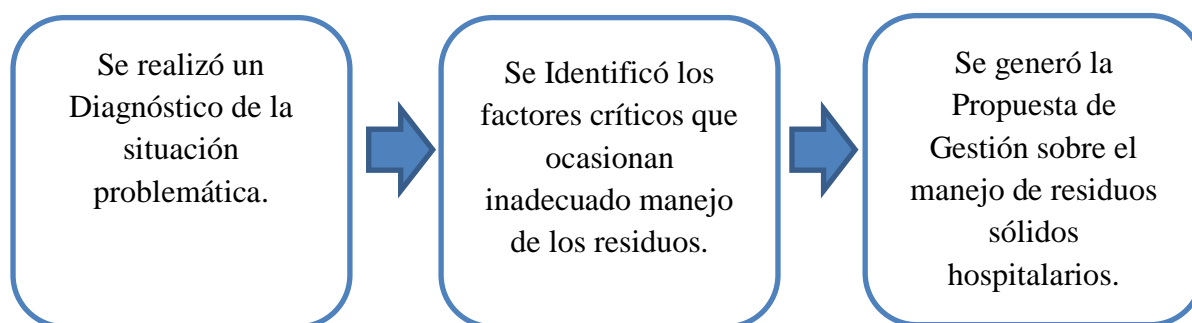 Se realizó un
Diagnóstico de la
situación
problemática.
Se Identificó los
factores críticos que
ocasionan
inadecuado manejo
de los residuos.
Se generó la
Propuesta de
Gestión sobre el
manejo de residuos
sólidos
hospitalarios.